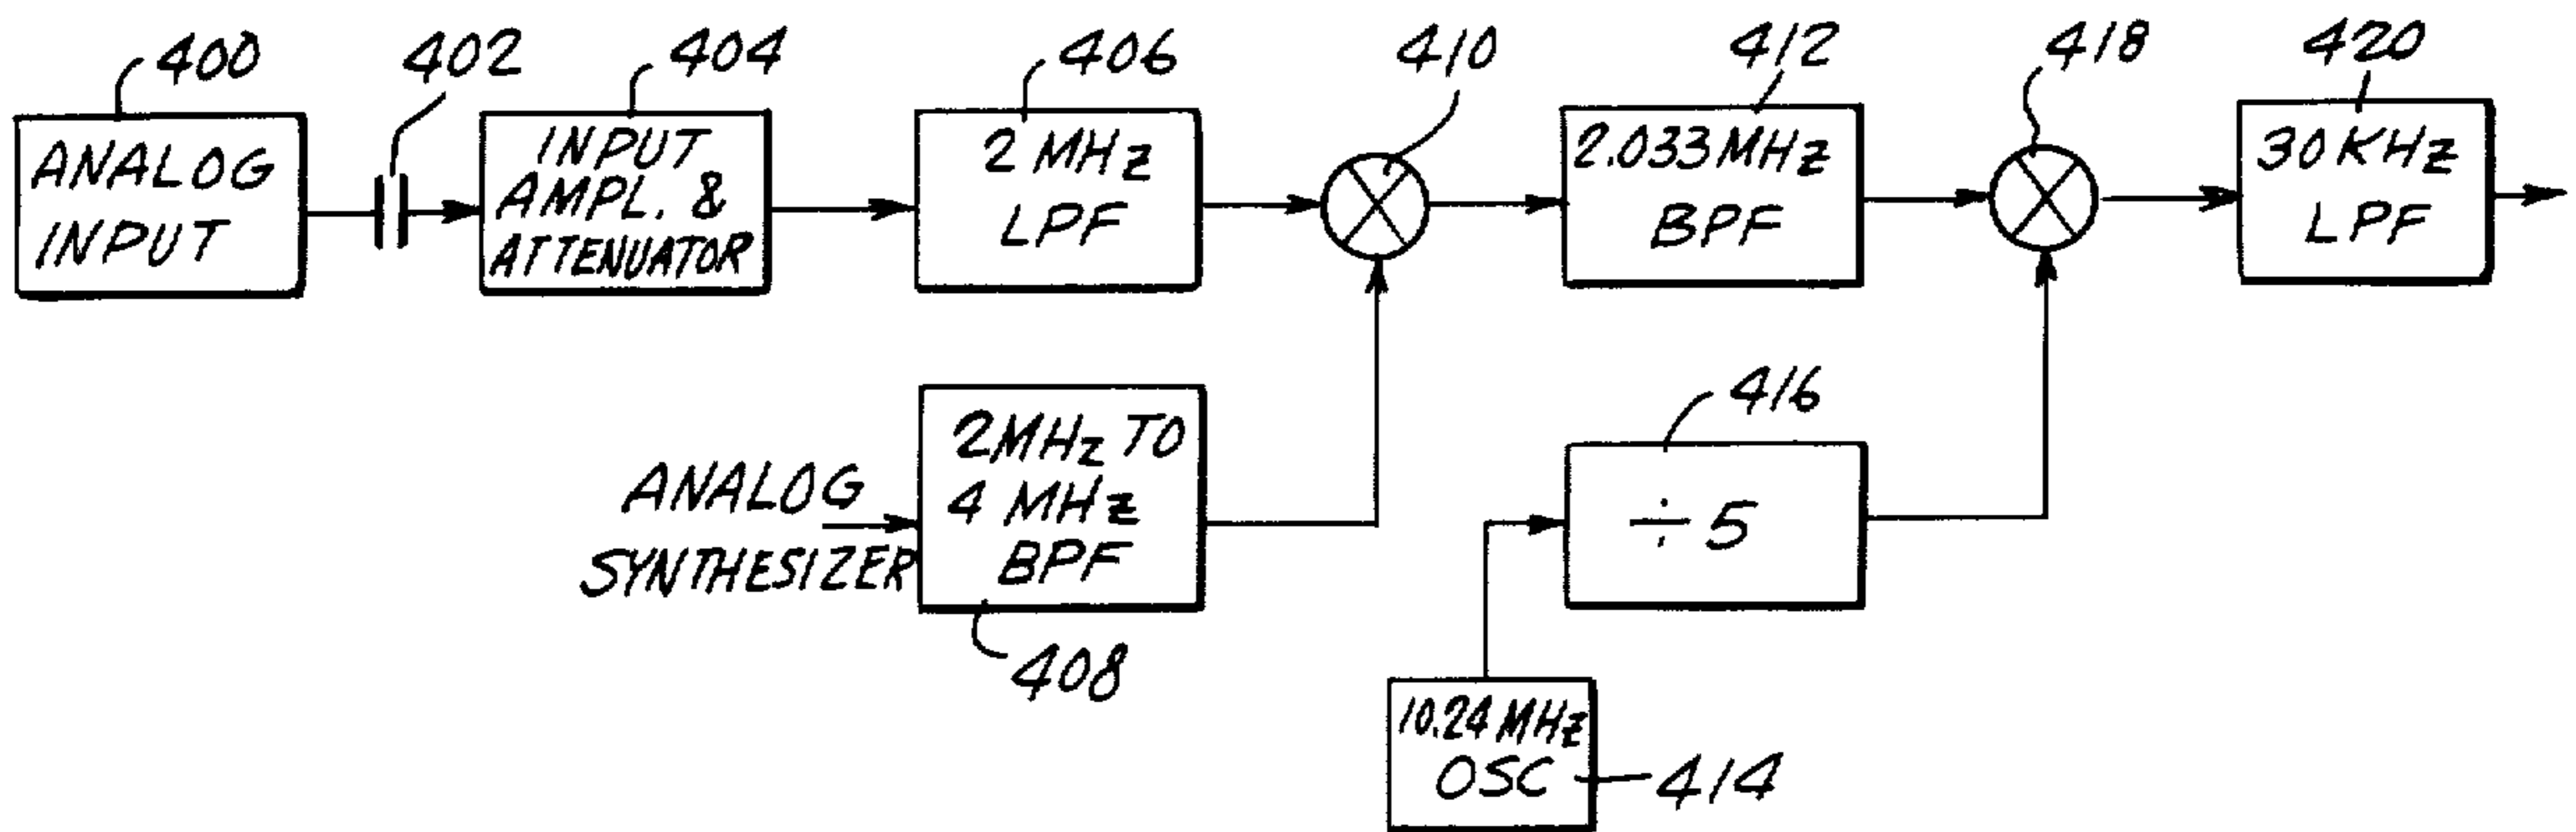 400
402
404
406
410
412
418
420
ANALOG
INPUT
INPUT
AMPL. &
ATTENUATOR
2 MHz
LPF
2.033 MHz
BPF
30 KHz
LPF
ANALOG
SYNTHESIZER
2MHz TO
4 MHz
BPF
408
416
÷ 5
10.24 MHz
OSC
414